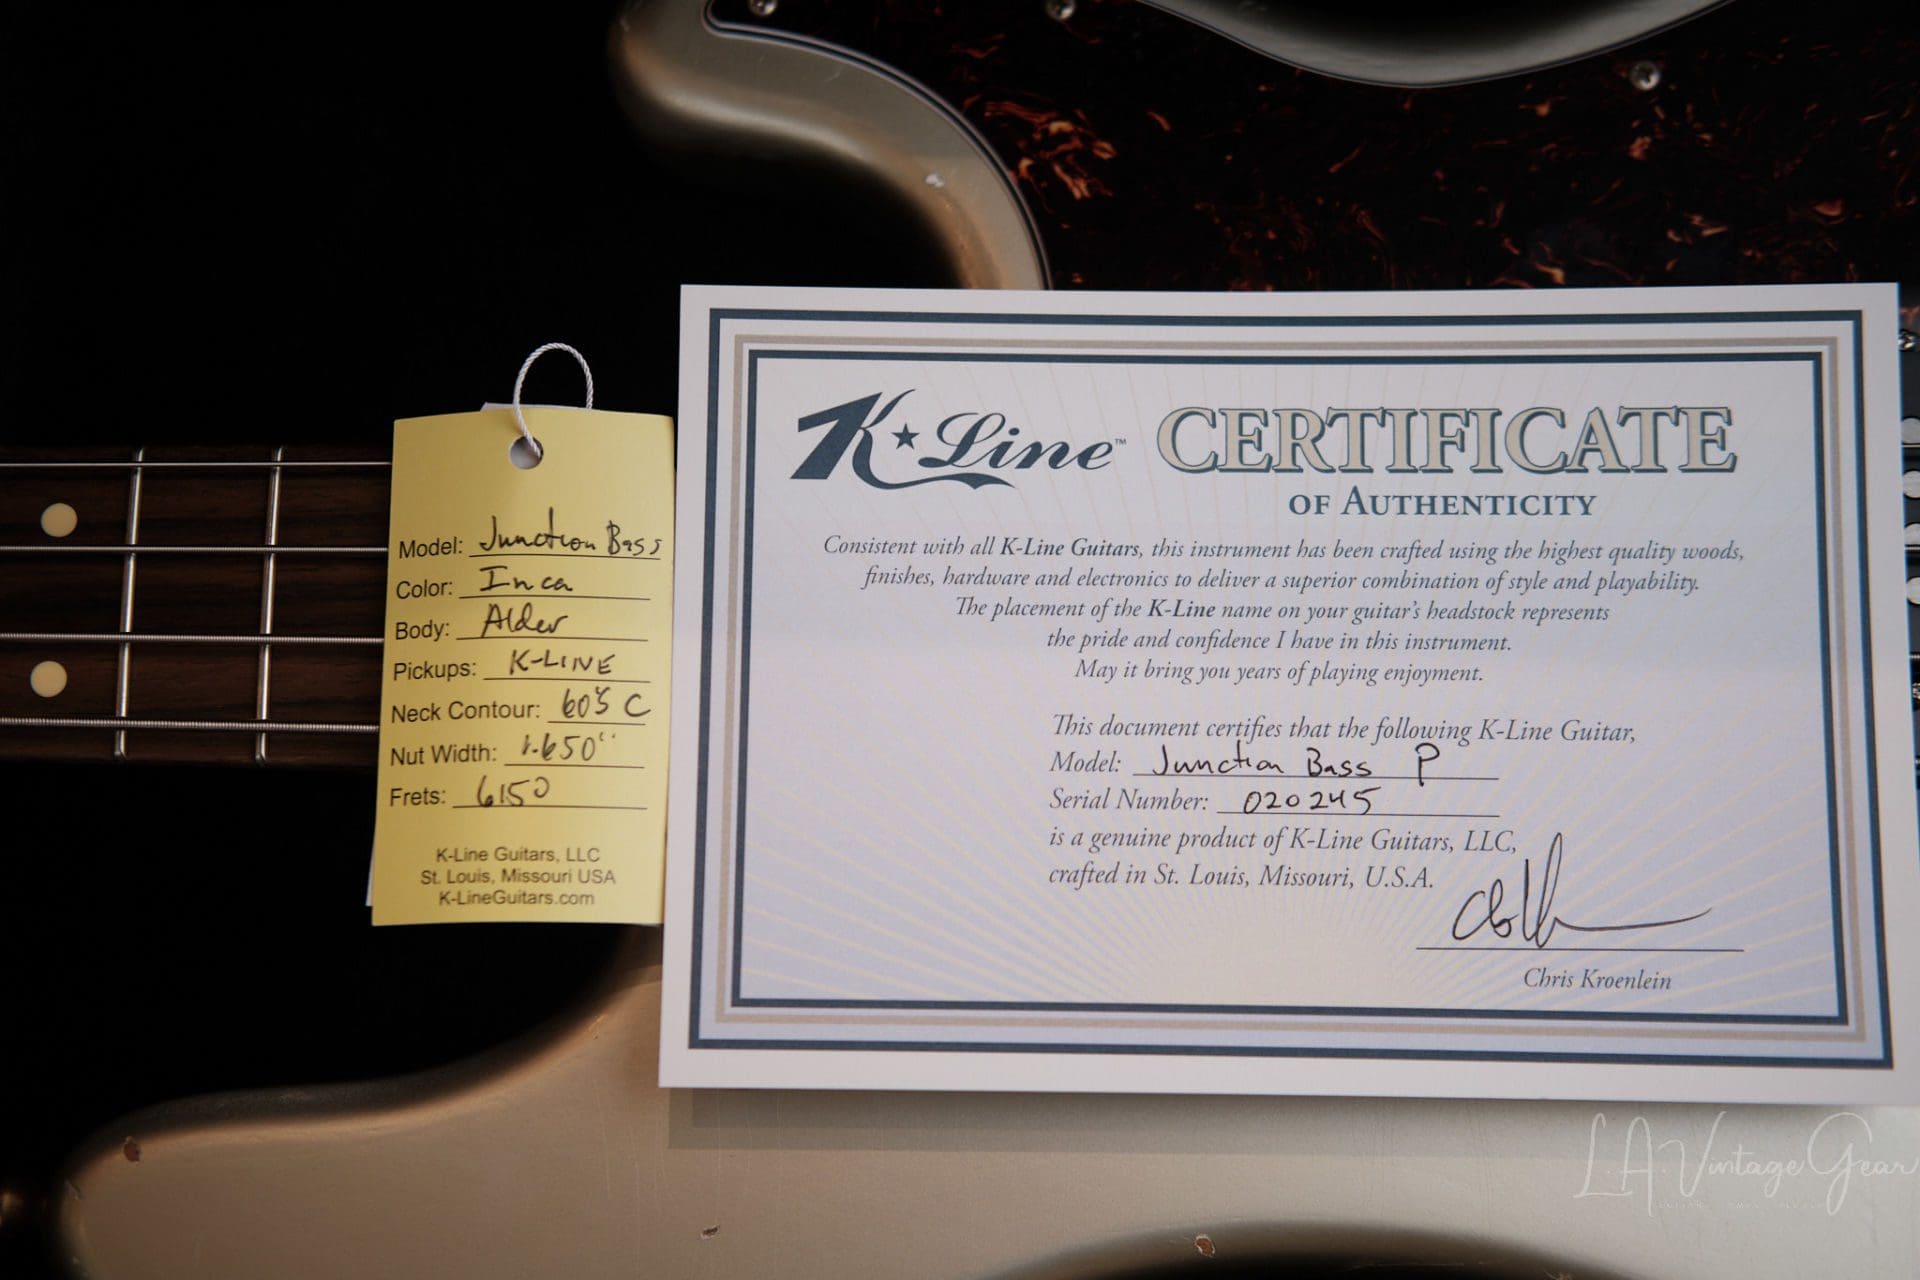 Model: Junction Bass
Color: Inca
Body: Alder
Pickups: K-LINE
Neck Contour: 60's C
Nut Width: 1.650"
Frets: 6150
K-Line Guitars, LLC
St. Louis, Missouri USA
K-LineGuitars.com
K★Line™ CERTIFICATE
OF AUTHENTICITY
Consistent with all K-Line Guitars, this instrument has been crafted using the highest quality woods,
finishes, hardware and electronics to deliver a superior combination of style and playability.
The placement of the K-Line name on your guitar's headstock represents
the pride and confidence I have in this instrument.
May it bring you years of playing enjoyment.
This document certifies that the following K-Line Guitar,
Model: Junction Bass P
Serial Number: 020245
is a genuine product of K-Line Guitars, LLC,
crafted in St. Louis, Missouri, U.S.A.
Chris Kroenlein
L.A. Vintage Gear